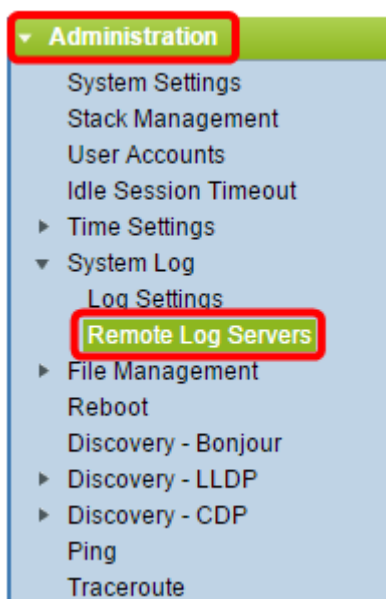 Administration
System Settings
Stack Management
User Accounts
Idle Session Timeout
Time Settings
System Log
Log Settings
Remote Log Servers
File Management
Reboot
Discovery - Bonjour
Discovery - LLDP
Discovery - CDP
Ping
Traceroute